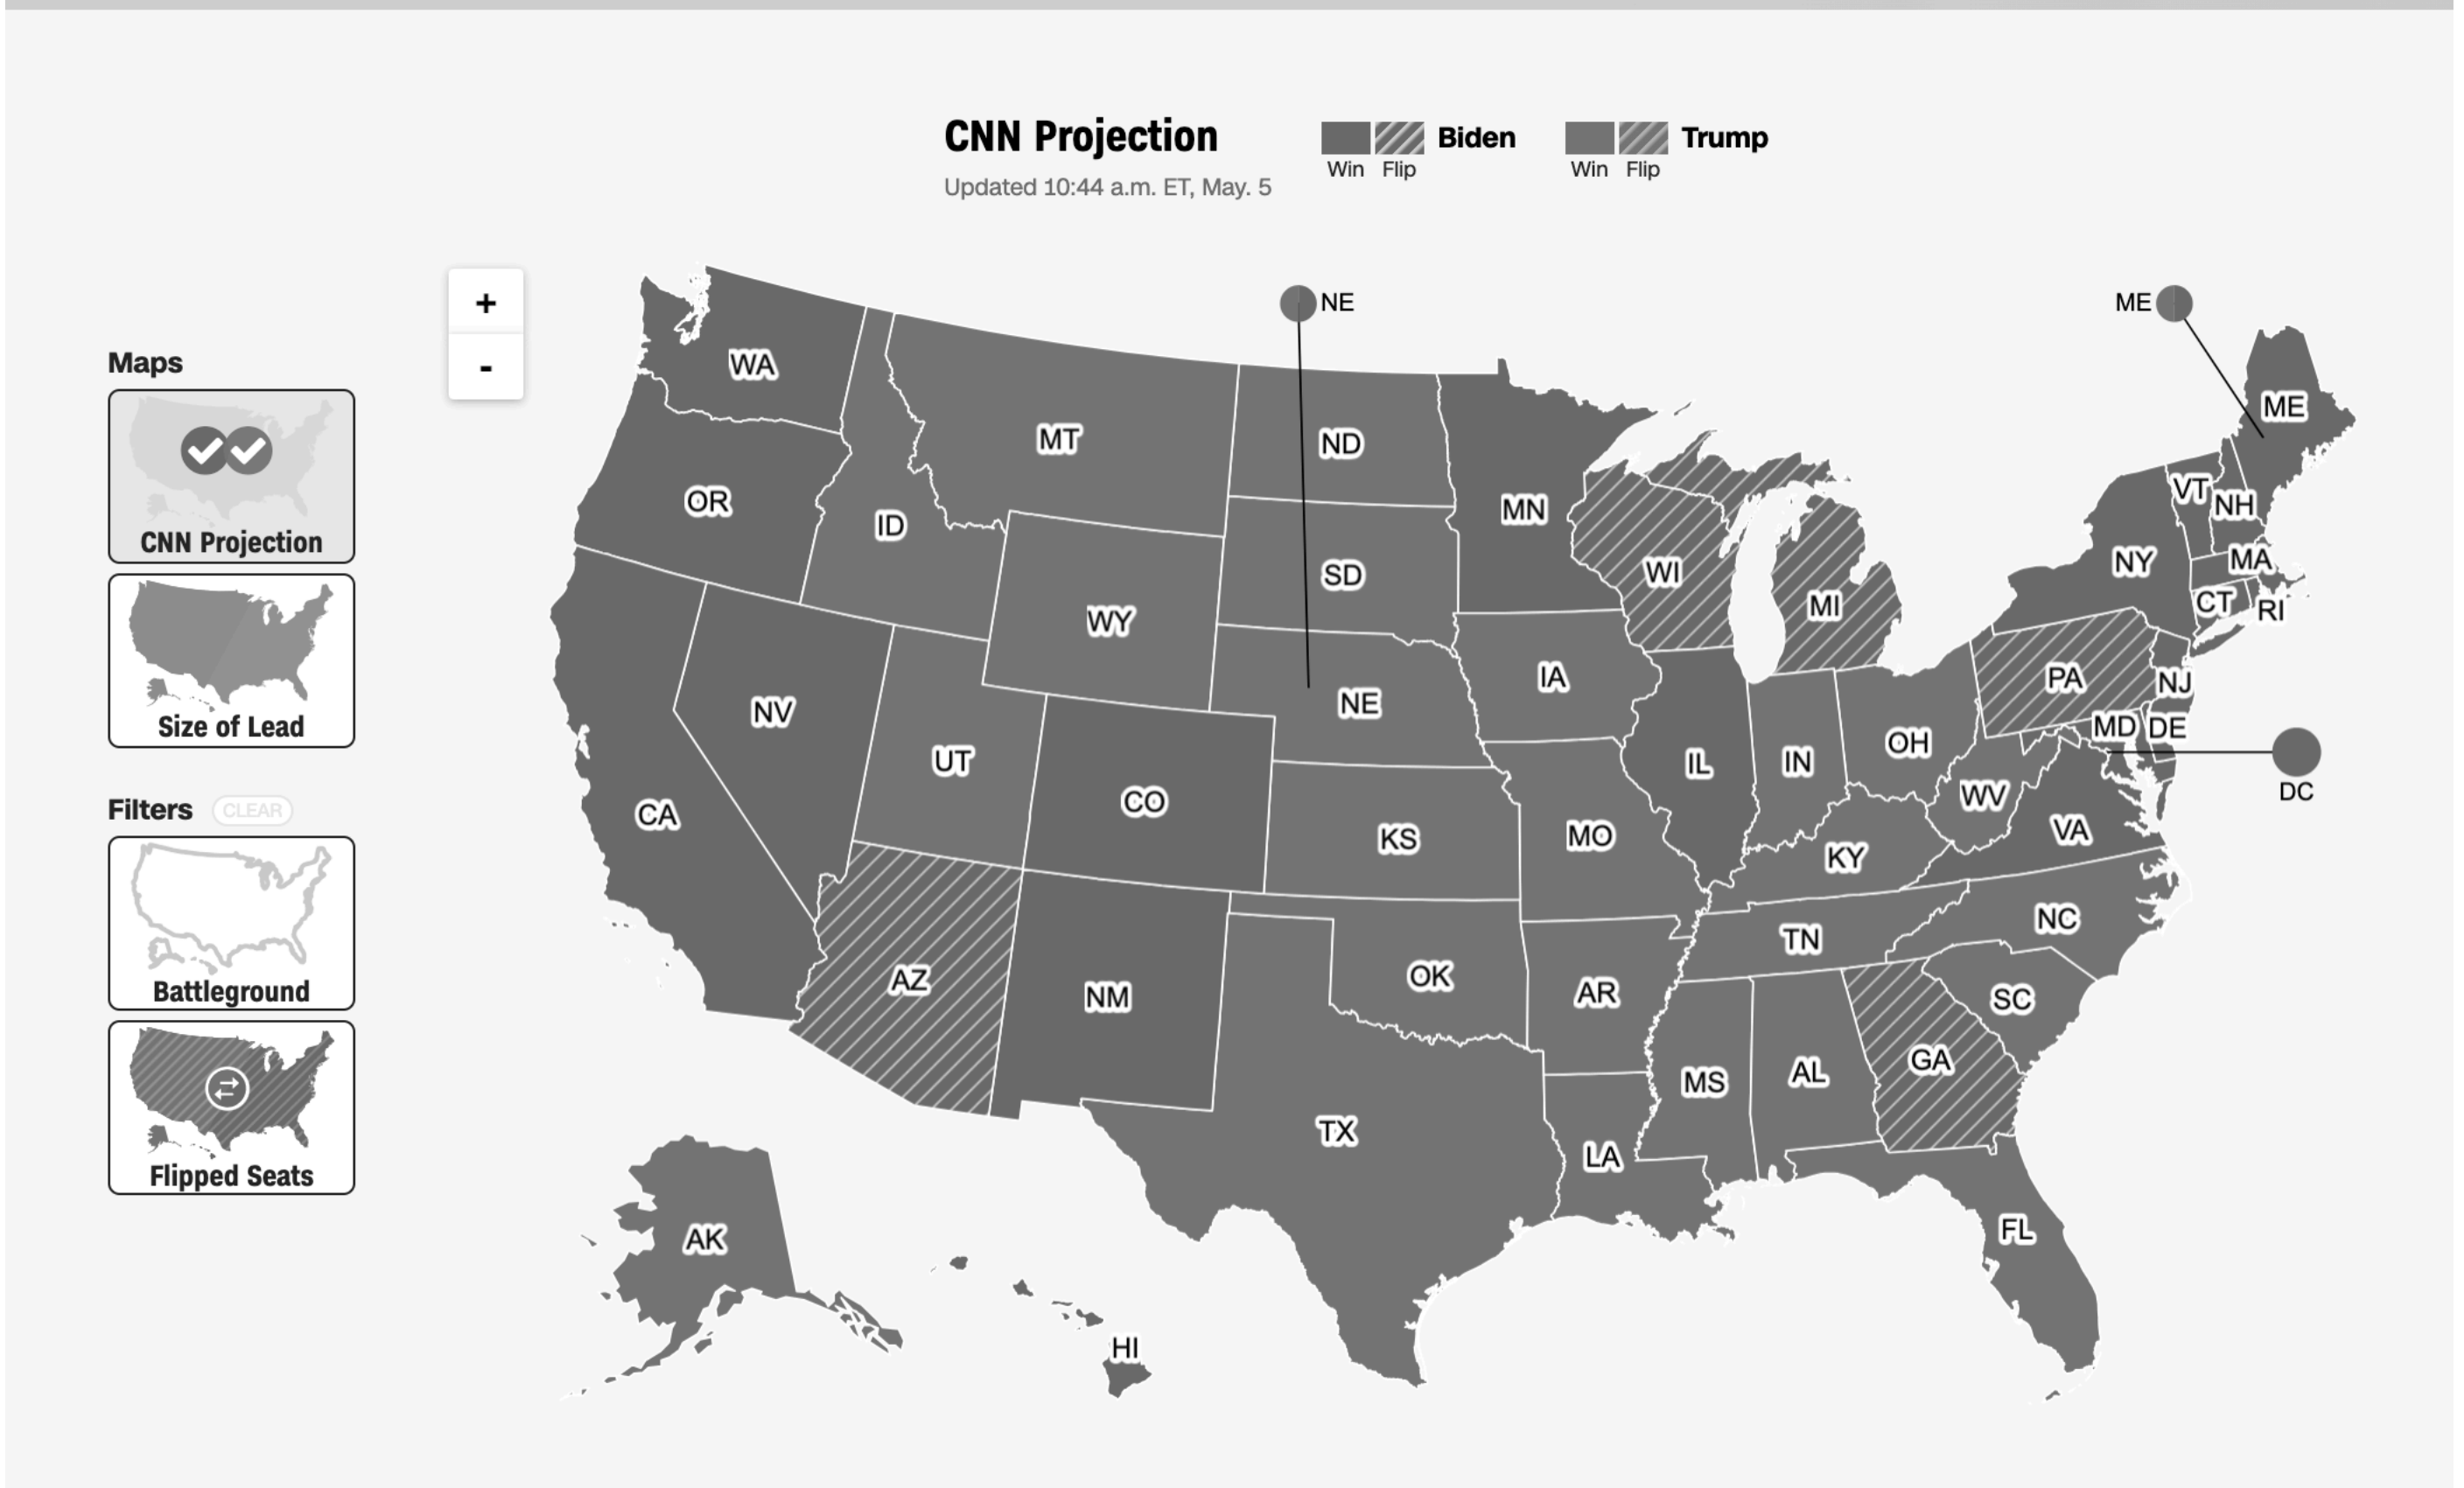 CNN Projection
Updated 10:44 a.m. ET, May. 5
Win Flip Biden
Win Flip Trump
+
-
Maps
CNN Projection
Size of Lead
Filters CLEAR
Battleground
Flipped Seats
NE
ME
WA
MT
ND
MN
ME
OR
ID
SD
WI
MI
VT
NH
NY
MA
CT
RI
WY
NE
IA
PA
NJ
MD
DE
DC
NV
UT
CO
CA
KS
MO
IL
IN
OH
WV
VA
KY
AZ
NM
OK
AR
TN
NC
SC
TX
LA
MS
AL
GA
FL
AK
HI